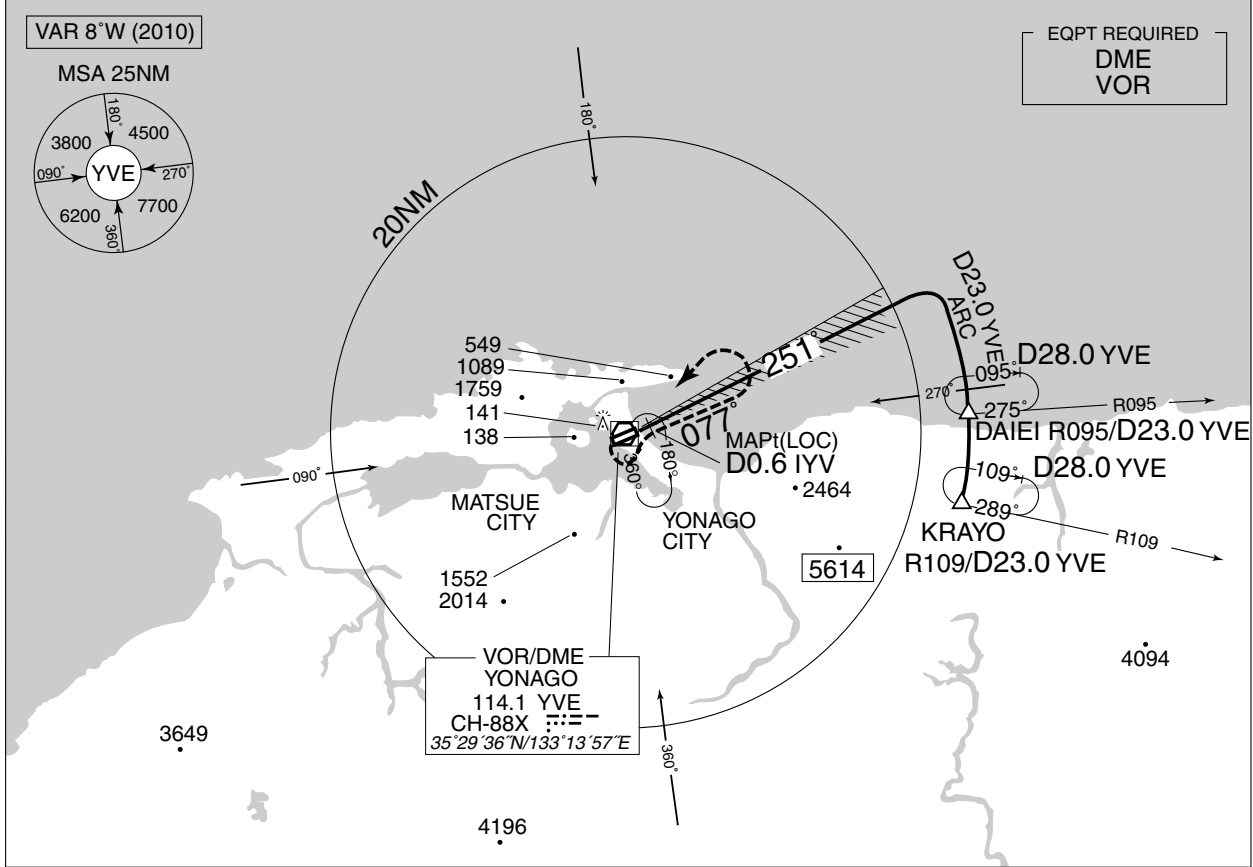 VAR 8°W (2010)
MSA 25NM
180°
3800
4500
090°
YVE
270°
6200
7700
360°
EQPT REQUIRED
DME
VOR
180°
20NM
D23.0 YVE
ARC
549
1089
1759
141
138
251°
077°
095°
D28.0 YVE
270°
275°
R095
DAIEI R095/D23.0 YVE
MAPt(LOC)
D0.6 IYV
180°
360°
109°
D28.0 YVE
289°
090°
2464
MATSUE
CITY
YONAGO
CITY
KRAYO
R109/D23.0 YVE
R109
5614
1552
2014
VOR/DME
YONAGO
114.1 YVE
CH-88X
35°29´36˝N/133°13´57˝E
4094
3649
360°
4196